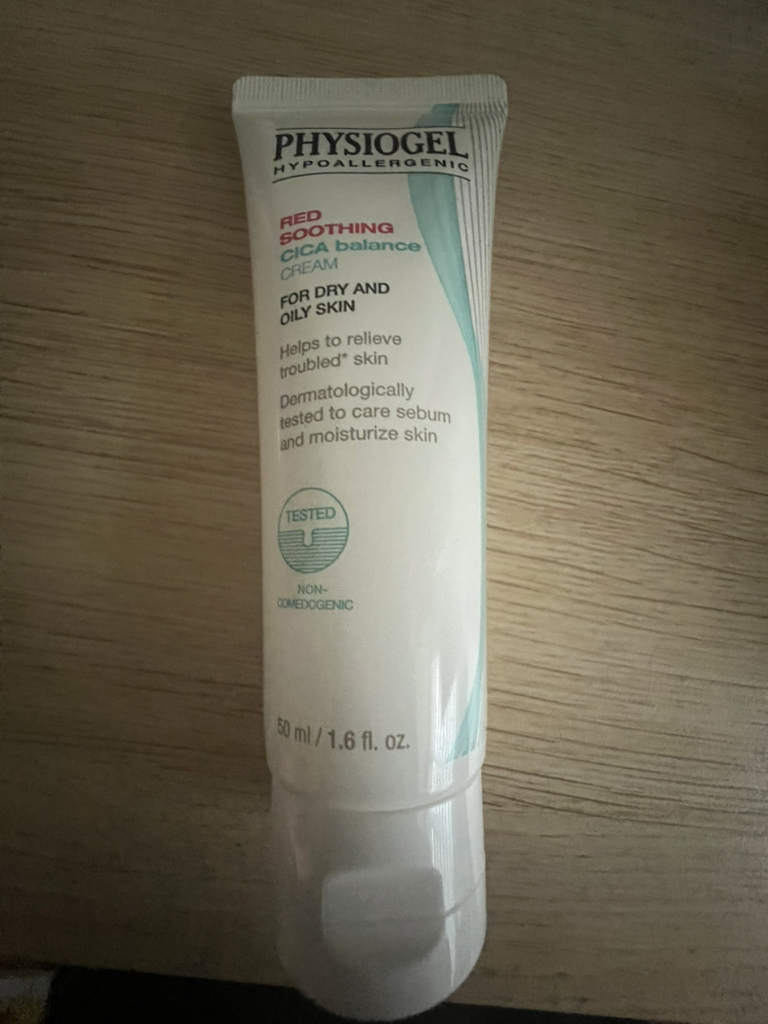 PHYSIOGEL
HYPOALLERGENIC
RED
SOOTHING
CICA balance
CREAM
FOR DRY AND
OILY SKIN
Helps to relieve
troubled* skin
Dermatologically
tested to care sebum
and moisturize skin
TESTED
NON-
COMEDOGENIC
50 ml / 1.6 fl. oz.